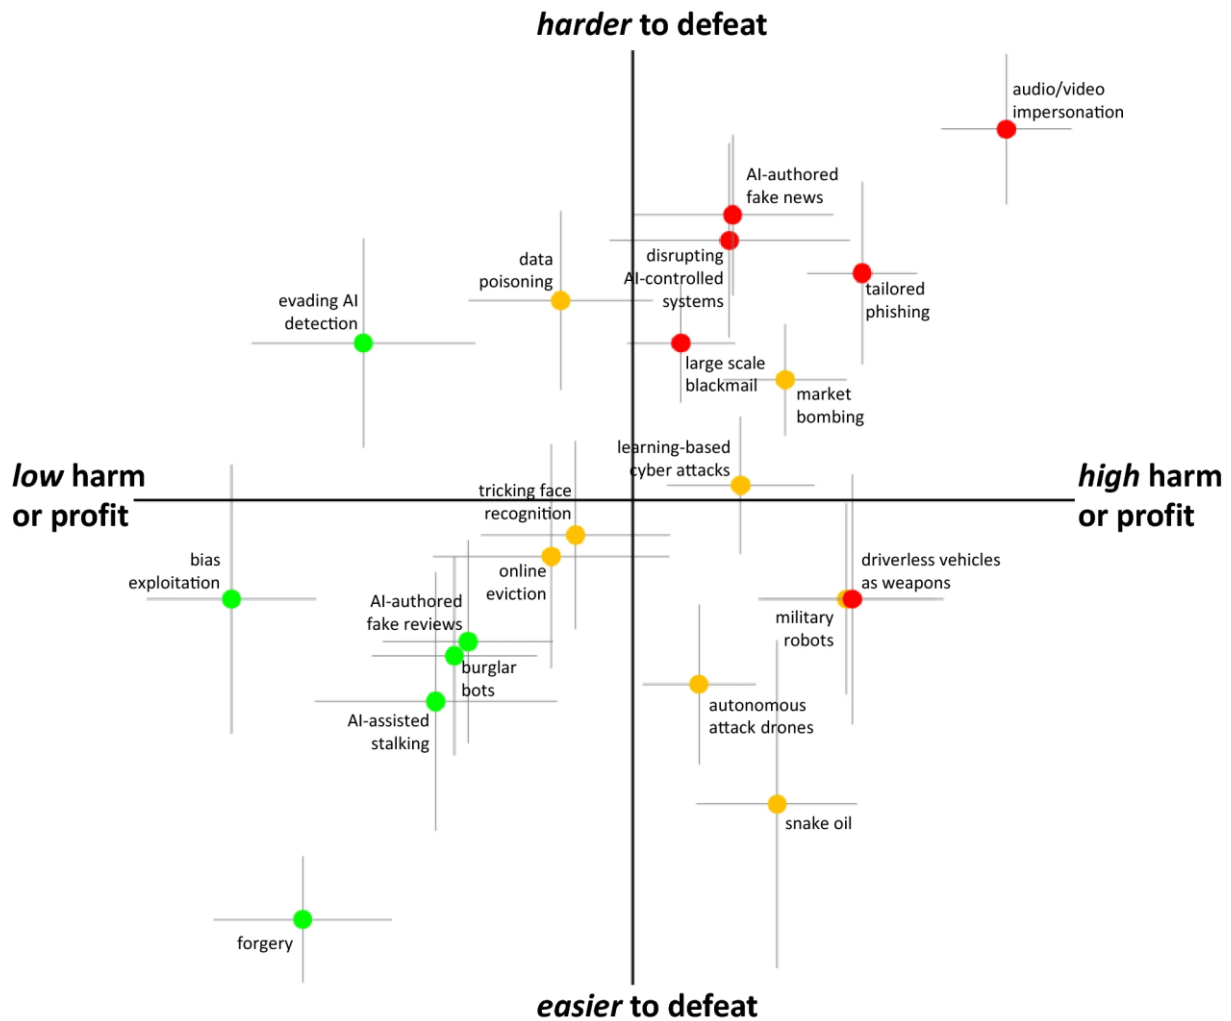 harder to defeat
audio/video
impersonation
AI-authored
fake news
disrupting
AI-controlled
systems
data
poisoning
tailored
phishing
evading AI
detection
large scale
blackmail
market
bombing
learning-based
cyber attacks
low harm
or profit
high harm
or profit
tricking face
recognition
bias
exploitation
online
eviction
driverless vehicles
as weapons
AI-authored
fake reviews
military
robots
burglar
bots
AI-assisted
stalking
autonomous
attack drones
snake oil
forgery
easier to defeat